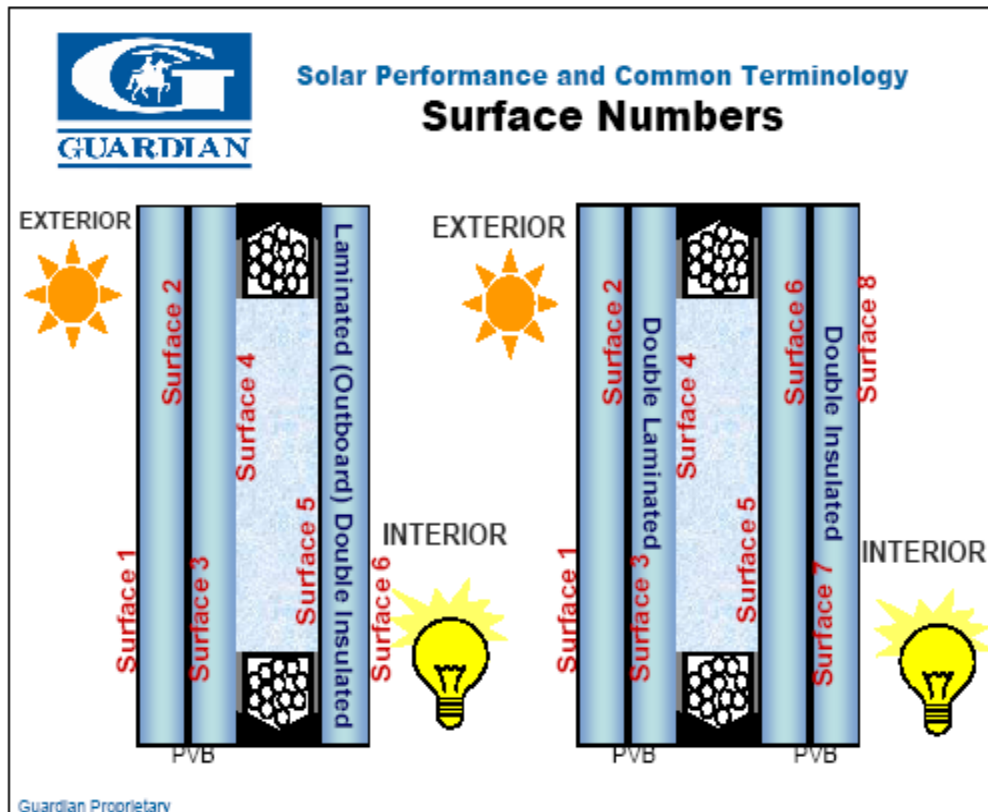 GUARDIAN
Solar Performance and Common Terminology
Surface Numbers
EXTERIOR
Surface 1
Surface 2
Surface 3
Surface 4
Surface 5
Laminated (Outboard) Double Insulated
Surface 6
INTERIOR
PVB
EXTERIOR
Surface 1
Surface 2
Surface 3
Double Laminated
Surface 4
Surface 5
Surface 6
Surface 7
Double Insulated
Surface 8
INTERIOR
PVB
PVB
Guardian Proprietary